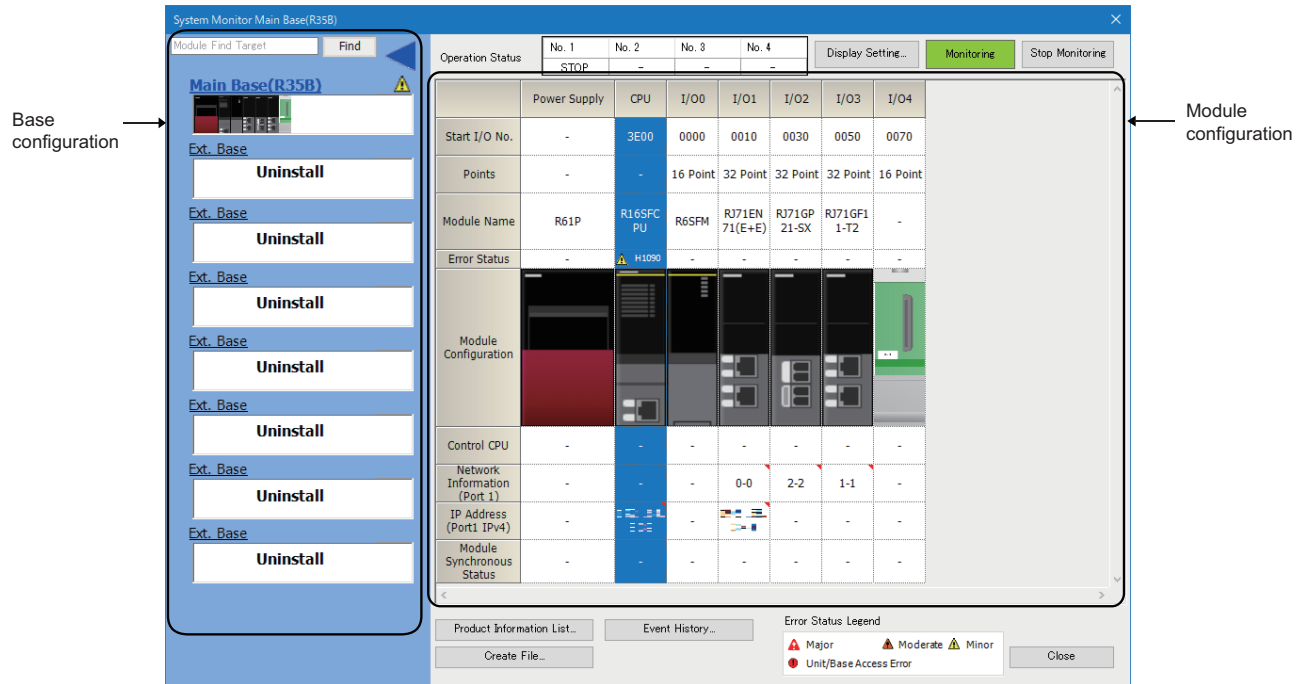 System Monitor Main Base(R35B)
Module Find Target
Find
Operation Status
No. 1 No. 2 No. 3 No. 4
STOP - - -
Display Setting...
Monitoring
Stop Monitoring
Base
configuration
Module
configuration
Main Base(R35B)
Ext. Base
Uninstall
Ext. Base
Uninstall
Ext. Base
Uninstall
Ext. Base
Uninstall
Ext. Base
Uninstall
Ext. Base
Uninstall
Ext. Base
Uninstall
Power Supply CPU I/O0 I/O1 I/O2 I/O3 I/O4
Start I/O No. - 3E00 0000 0010 0030 0050 0070
Points - - 16 Point 32 Point 32 Point 32 Point 16 Point
Module Name R61P R16SFC R6SFM RJ71EN RJ71GP RJ71GF1 -
PU 71(E+E) 21-SX 1-T2
Error Status - H1090 - - - - -
Module
Configuration
Control CPU - - - - - - -
Network
Information - - - 0-0 2-2 1-1 -
(Port 1)
IP Address
(Port1 IPv4) - - - - -
Module
Synchronous
Status - - - - - - -
Product Information List...
Event History...
Create File...
Error Status Legend
Major Moderate Minor
Unit/Base Access Error
Close